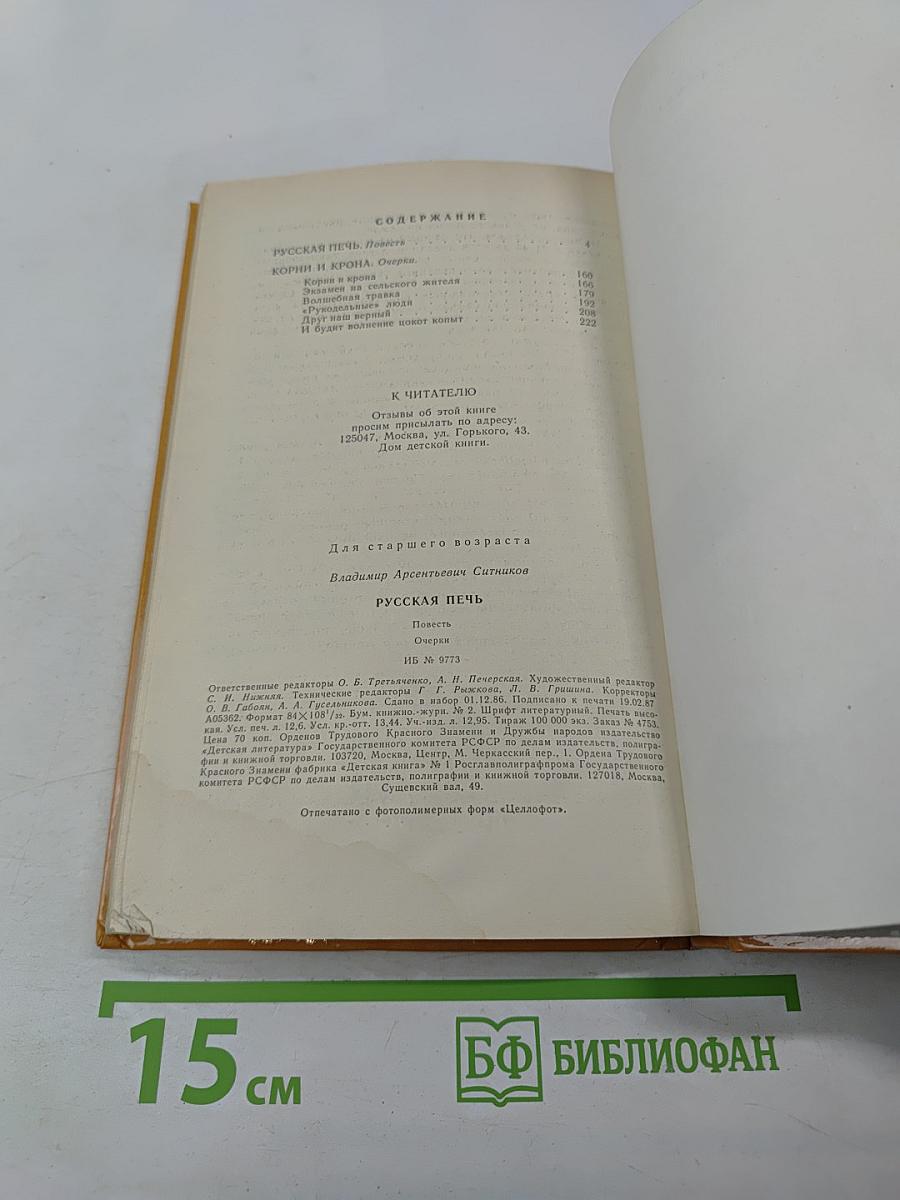 СОДЕРЖАНИЕ
РУССКАЯ ПЕЧЬ. Повесть . . . . . . . . . . . 4
КОРНИ И КРОНА. Очерки.
Корни и крона . . . . . . . . . . . 166
Экзамен на сельского жителя . . . . . . . 166
Волшебная травка . . . . . . . . . . 179
«Рукодельные» люди . . . . . . . . . 192
Друг наш верный . . . . . . . . . . 208
И будит волнение цокот копыт . . . . . . . 222
К ЧИТАТЕЛЮ
Отзывы об этой книге
просим присылать по адресу:
125047, Москва, ул. Горького, 43.
Дом детской книги.
Для старшего возраста
Владимир Арсентьевич Ситников
РУССКАЯ ПЕЧЬ
Повесть
Очерки
ИБ № 9773
Ответственные редакторы О. Б. Третьяченко, А. Н. Печерская. Художественный редактор
С. И. Нижняя. Технические редакторы Г. Г. Рыжкова, Л. В. Гришина. Корректоры
О. В. Габоян, А. А. Гусельникова. Сдано в набор 01.12.86. Подписано к печати 19.02.87
А05362. Формат 84×108¹/₃₂. Бум. книжно-журн. № 2. Шрифт литературный. Печать высо-
кая. Усл. печ. л. 12,6. Усл. кр.-отт. 13,44. Уч.-изд. л. 12,95. Тираж 100 000 экз. Заказ № 4753.
Цена 70 коп. Орденов Трудового Красного Знамени и Дружбы народов издательство
«Детская литература» Государственного комитета РСФСР по делам издательств, полигра-
фии и книжной торговли. 103720, Москва, Центр, М. Черкасский пер., 1. Ордена Трудового
Красного Знамени фабрика «Детская книга» № 1 Росглавполиграфпрома Государственного
комитета РСФСР по делам издательств, полиграфии и книжной торговли. 127018, Москва,
Сущевский вал, 49.
Отпечатано с фотополимерных форм «Целлофот».
15 см
БФ БИБЛИОФАН